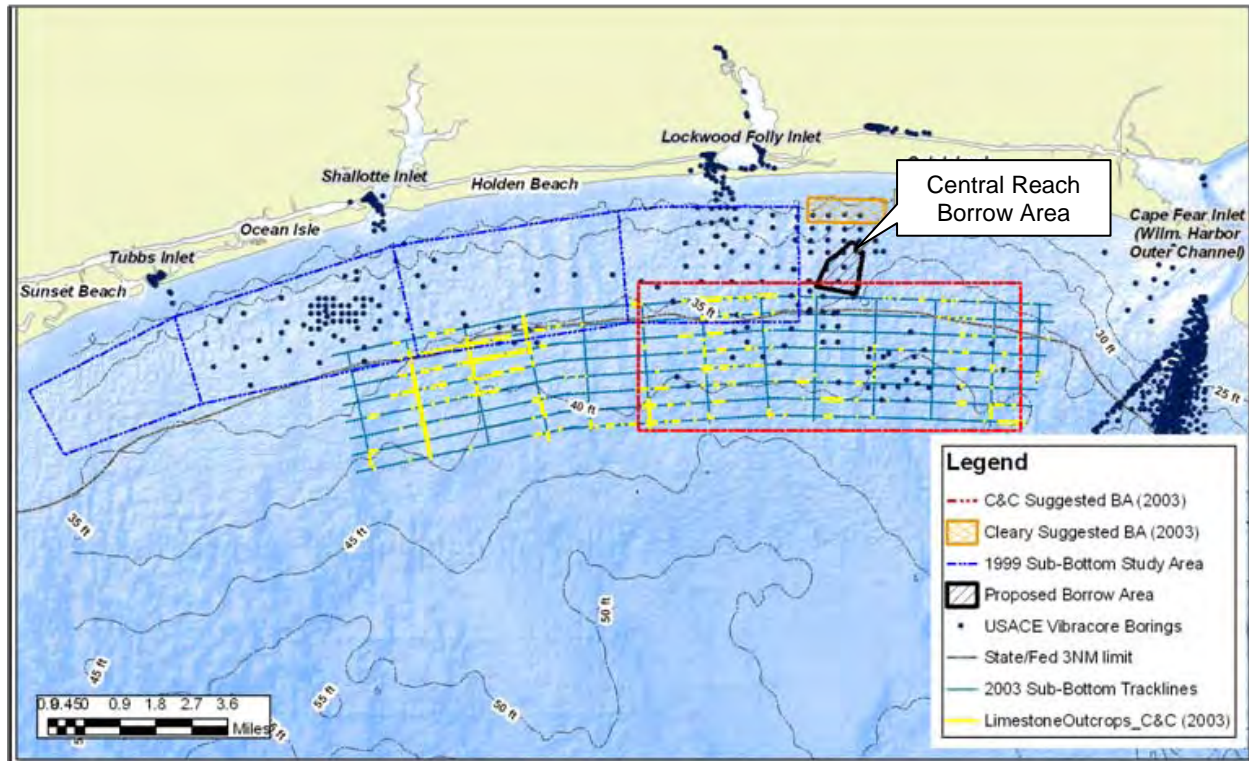 Lockwood Folly Inlet
Shallotte Inlet
Holden Beach
Central Reach
Borrow Area
Ocean Isle
Cape Fear Inlet
(Wilm. Harbor
Outer Channel)
Tubbs Inlet
Sunset Beach
35 ft
30 ft
25 ft
40 ft
35 ft
45 ft
50 ft
50 ft
45 ft
55 ft
50 ft
Legend
C&C Suggested BA (2003)
Cleary Suggested BA (2003)
1999 Sub-Bottom Study Area
Proposed Borrow Area
USACE Vibracore Borings
State/Fed 3NM limit
2003 Sub-Bottom Tracklines
LimestoneOutcrops_C&C (2003)
0.9 1.8 2.7 3.6
Miles